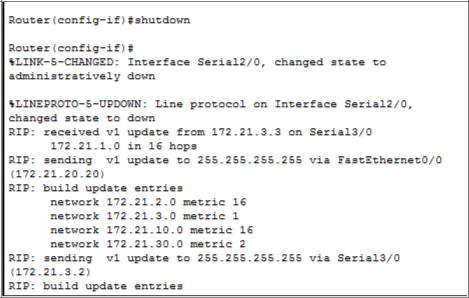 Router(config-if)#shutdown
Router(config-if)#
%LINK-5-CHANGED: Interface Serial2/0, changed state to
administratively down
%LINEPROTO-5-UPDOWN: Line protocol on Interface Serial2/0,
changed state to down
RIP: received v1 update from 172.21.3.3 on Serial3/0
172.21.1.0 in 16 hops
RIP: sending  v1 update to 255.255.255.255 via FastEthernet0/0
(172.21.20.20)
RIP: build update entries
network 172.21.2.0 metric 16
network 172.21.3.0 metric 1
network 172.21.10.0 metric 16
network 172.21.30.0 metric 2
RIP: sending  v1 update to 255.255.255.255 via Serial3/0
(172.21.3.2)
RIP: build update entries